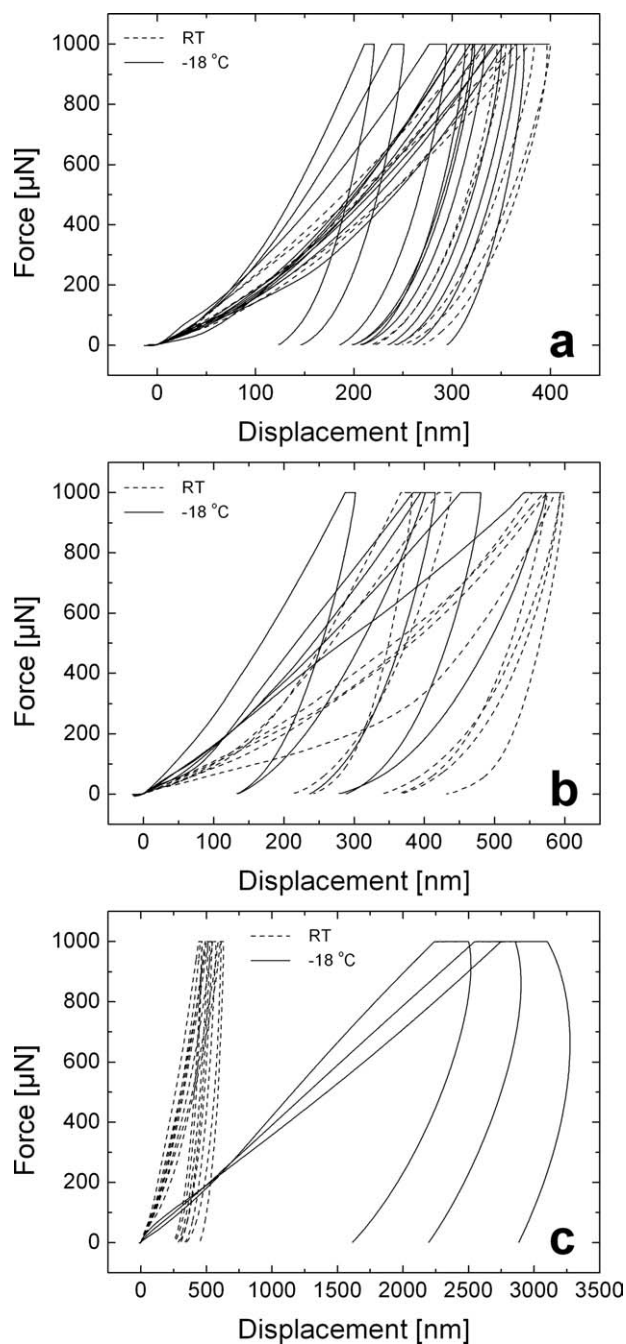 1000
800
600
400
200
0
Force [µN]
RT
-18 °C
a
0 100 200 300 400
Displacement [nm]
1000
800
600
400
200
0
Force [µN]
RT
-18 °C
b
0 100 200 300 400 500 600
Displacement [nm]
1000
800
600
400
200
0
Force [µN]
RT
-18 °C
c
0 500 1000 1500 2000 2500 3000 3500
Displacement [nm]